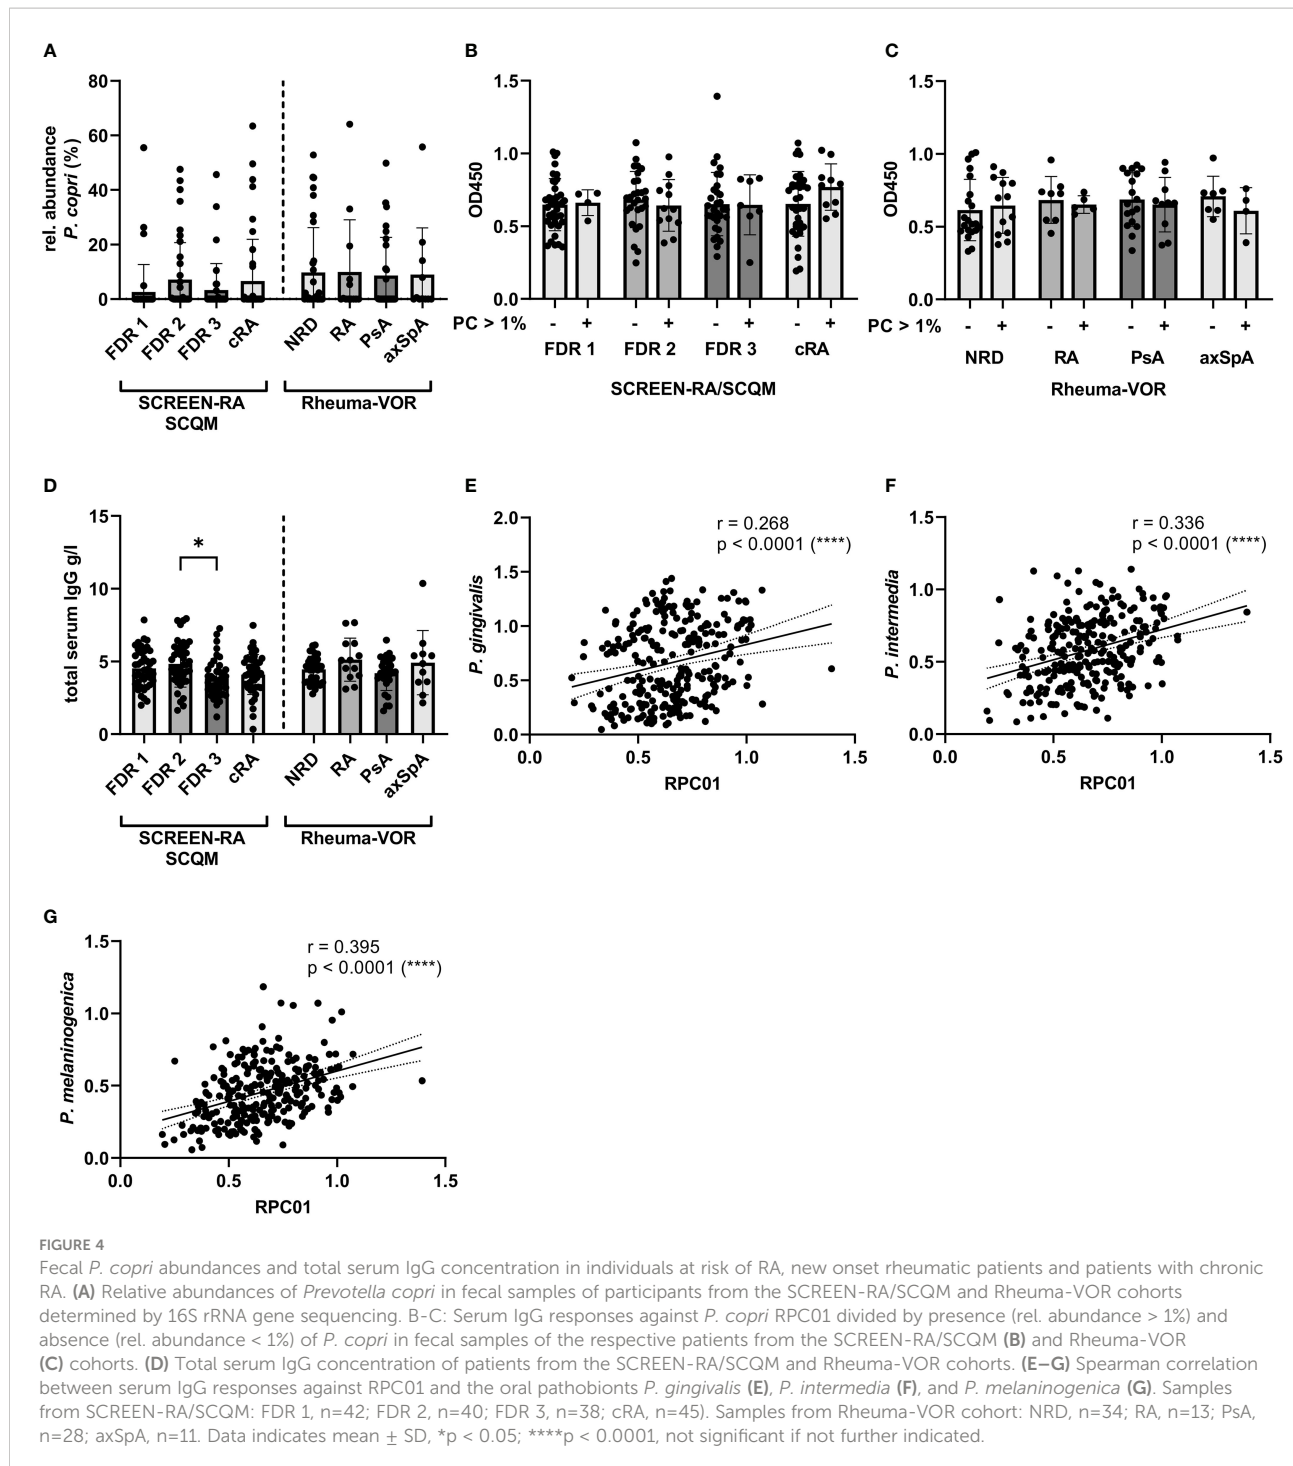 A
rel. abundance
P. copri (%)
80
60
40
20
0
FDR 1
FDR 2
FDR 3
cRA
NRD
RA
PsA
axSpA
SCREEN-RA
SCQM
Rheuma-VOR
B
OD450
1.5
1.0
0.5
0.0
PC > 1%
- + - + - + - +
FDR 1 FDR 2 FDR 3 cRA
SCREEN-RA/SCQM
C
OD450
1.5
1.0
0.5
0.0
PC > 1%
- + - + - + - +
NRD RA PsA axSpA
Rheuma-VOR
D
total serum IgG g/l
15
10
5
0
*
FDR 1
FDR 2
FDR 3
cRA
NRD
RA
PsA
axSpA
SCREEN-RA
SCQM
Rheuma-VOR
E
r = 0.268
p < 0.0001 (****)
P. gingivalis
2.0
1.5
1.0
0.5
0.0
0.0 0.5 1.0 1.5
RPC01
F
r = 0.336
p < 0.0001 (****)
P. intermedia
1.5
1.0
0.5
0.0
0.0 0.5 1.0 1.5
RPC01
G
r = 0.395
p < 0.0001 (****)
P. melaninogenica
1.5
1.0
0.5
0.0
0.0 0.5 1.0 1.5
RPC01
FIGURE 4
Fecal P. copri abundances and total serum IgG concentration in individuals at risk of RA, new onset rheumatic patients and patients with chronic
RA. (A) Relative abundances of Prevotella copri in fecal samples of participants from the SCREEN-RA/SCQM and Rheuma-VOR cohorts
determined by 16S rRNA gene sequencing. B-C: Serum IgG responses against P. copri RPC01 divided by presence (rel. abundance > 1%) and
absence (rel. abundance < 1%) of P. copri in fecal samples of the respective patients from the SCREEN-RA/SCQM (B) and Rheuma-VOR
(C) cohorts. (D) Total serum IgG concentration of patients from the SCREEN-RA/SCQM and Rheuma-VOR cohorts. (E–G) Spearman correlation
between serum IgG responses against RPC01 and the oral pathobionts P. gingivalis (E), P. intermedia (F), and P. melaninogenica (G). Samples
from SCREEN-RA/SCQM: FDR 1, n=42; FDR 2, n=40; FDR 3, n=38; cRA, n=45). Samples from Rheuma-VOR cohort: NRD, n=34; RA, n=13; PsA,
n=28; axSpA, n=11. Data indicates mean ± SD, *p < 0.05; ****p < 0.0001, not significant if not further indicated.